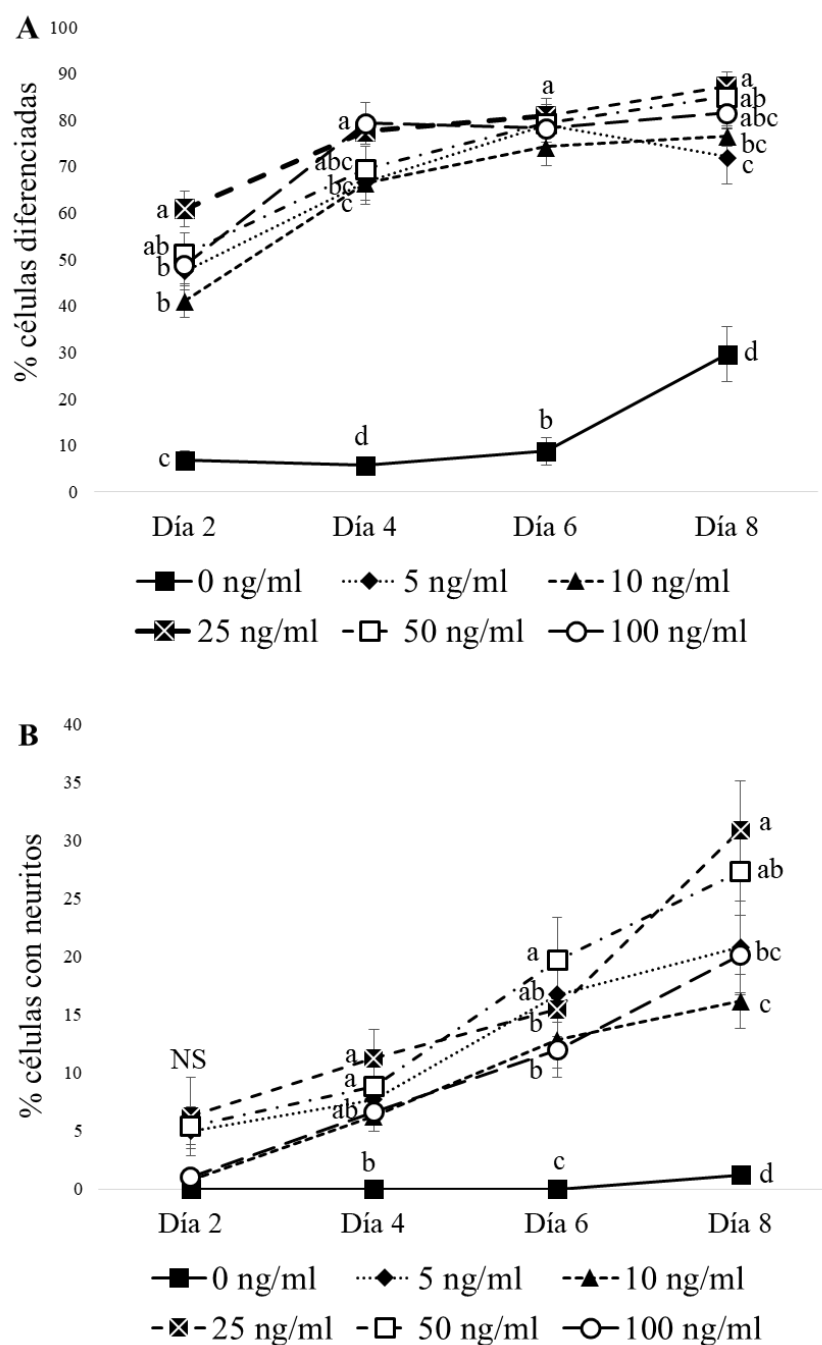 A
% células diferenciadas
100
90
80
70
60
50
40
30
20
10
0
a
ab
b
b
c
a
abc
bc
c
d
a
b
a
ab
abc
bc
c
d
Día 2 Día 4 Día 6 Día 8
0 ng/ml 5 ng/ml 10 ng/ml
25 ng/ml 50 ng/ml 100 ng/ml
B
% células con neuritos
40
35
30
25
20
15
10
5
0
NS
a
a
ab
b
a
ab
b
b
c
a
ab
bc
c
d
Día 2 Día 4 Día 6 Día 8
0 ng/ml 5 ng/ml 10 ng/ml
25 ng/ml 50 ng/ml 100 ng/ml